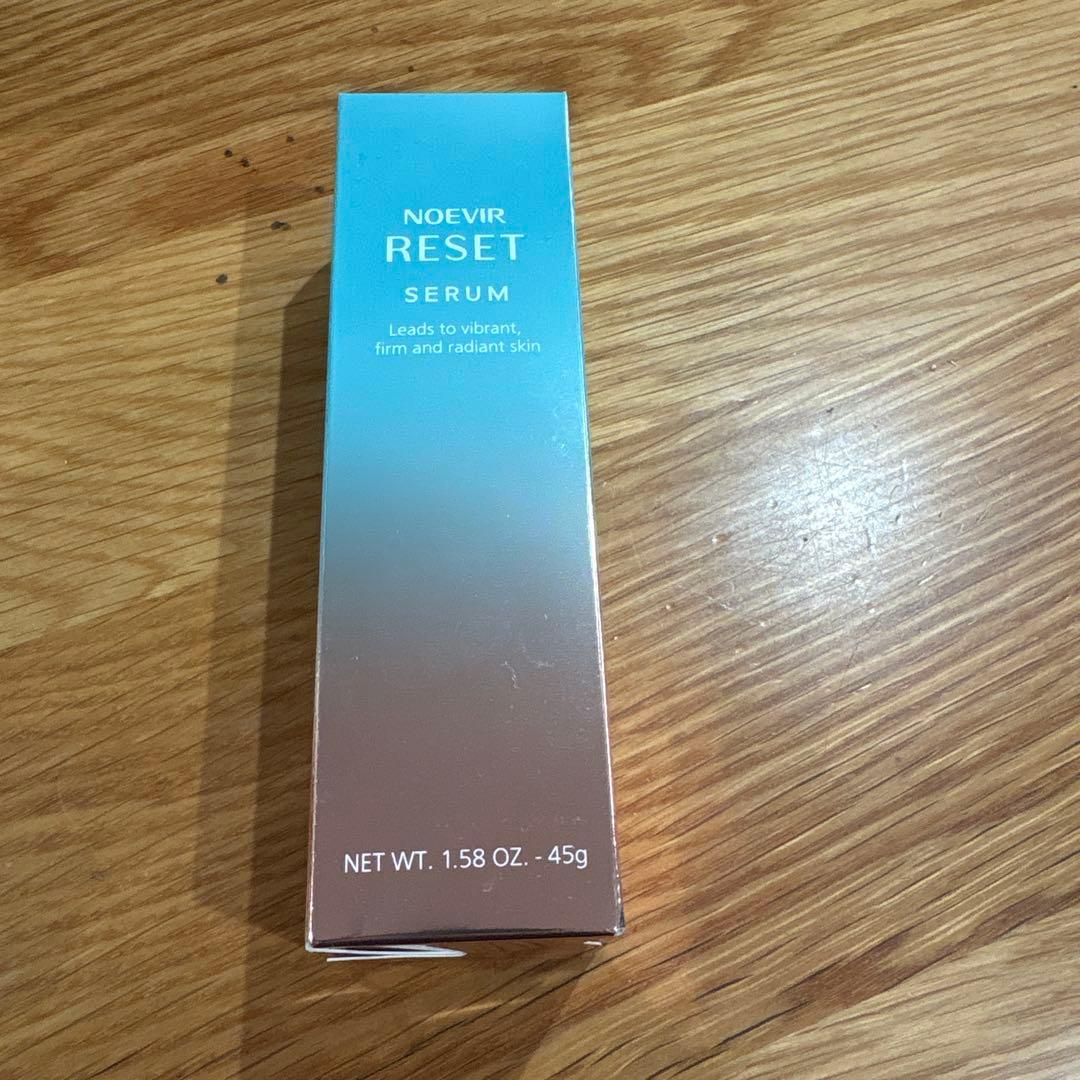 NOEVIR
RESET
SERUM
Leads to vibrant,
firm and radiant skin
NET WT. 1.58 OZ. - 45g